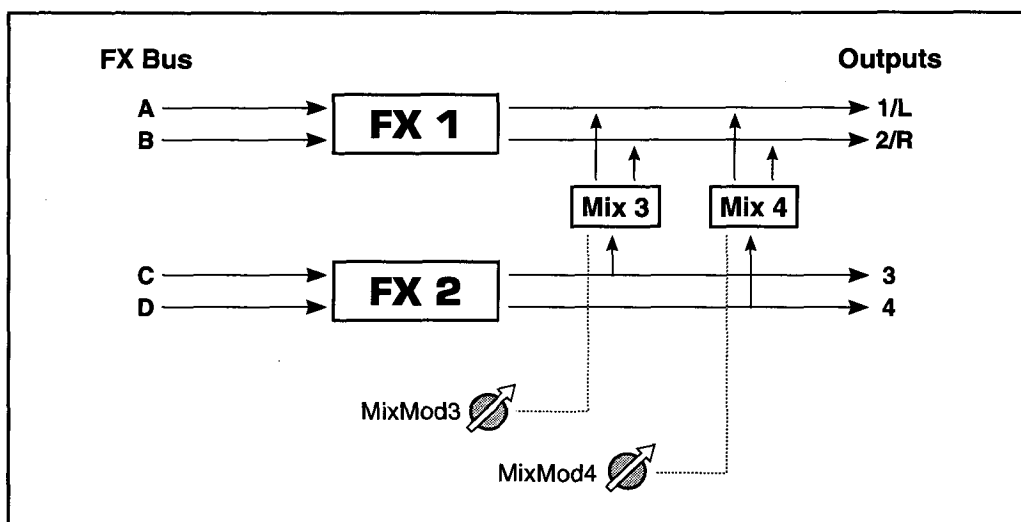 FX Bus
Outputs
A
FX 1
1/L
B
2/R
Mix 3
Mix 4
C
FX 2
3
D
4
MixMod3
MixMod4